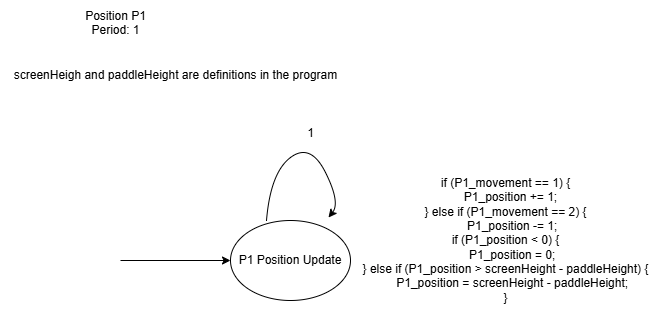 Position P1
Period: 1
screenHeigh and paddleHeight are definitions in the program
1
P1 Position Update
if (P1_movement == 1) {
P1_position += 1;
} else if (P1_movement == 2) {
P1_position -= 1;
if (P1_position < 0) {
P1_position = 0;
} else if (P1_position > screenHeight - paddleHeight) {
P1_position = screenHeight - paddleHeight;
}